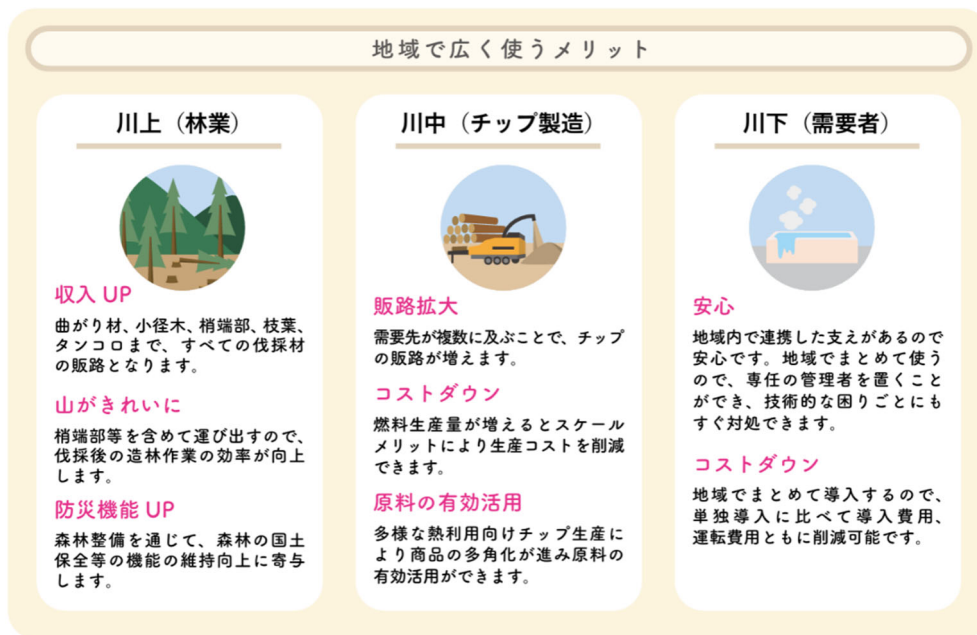 地域で広く使うメリット
川上（林業）
収入 UP
曲がり材、小径木、梢端部、枝葉、
タンコロまで、すべての伐採材
の販路となります。
山がきれいに
梢端部等を含めて運び出すので、
伐採後の造林作業の効率が向上
します。
防災機能 UP
森林整備を通じて、森林の国土
保全等の機能の維持向上に寄与
します。
川中（チップ製造）
販路拡大
需要先が複数に及ぶことで、チップ
の販路が増えます。
コストダウン
燃料生産量が増えるとスケール
メリットにより生産コストを削減
できます。
原料の有効活用
多様な熱利用向けチップ生産に
より商品の多角化が進み原料の
有効活用ができます。
川下（需要者）
安心
地域内で連携した支えがあるので
安心です。地域でまとめて使う
ので、専任の管理者を置くこと
ができ、技術的な困りごとにも
すぐ対処できます。
コストダウン
地域でまとめて導入するので、
単独導入に比べて導入費用、
運転費用ともに削減可能です。